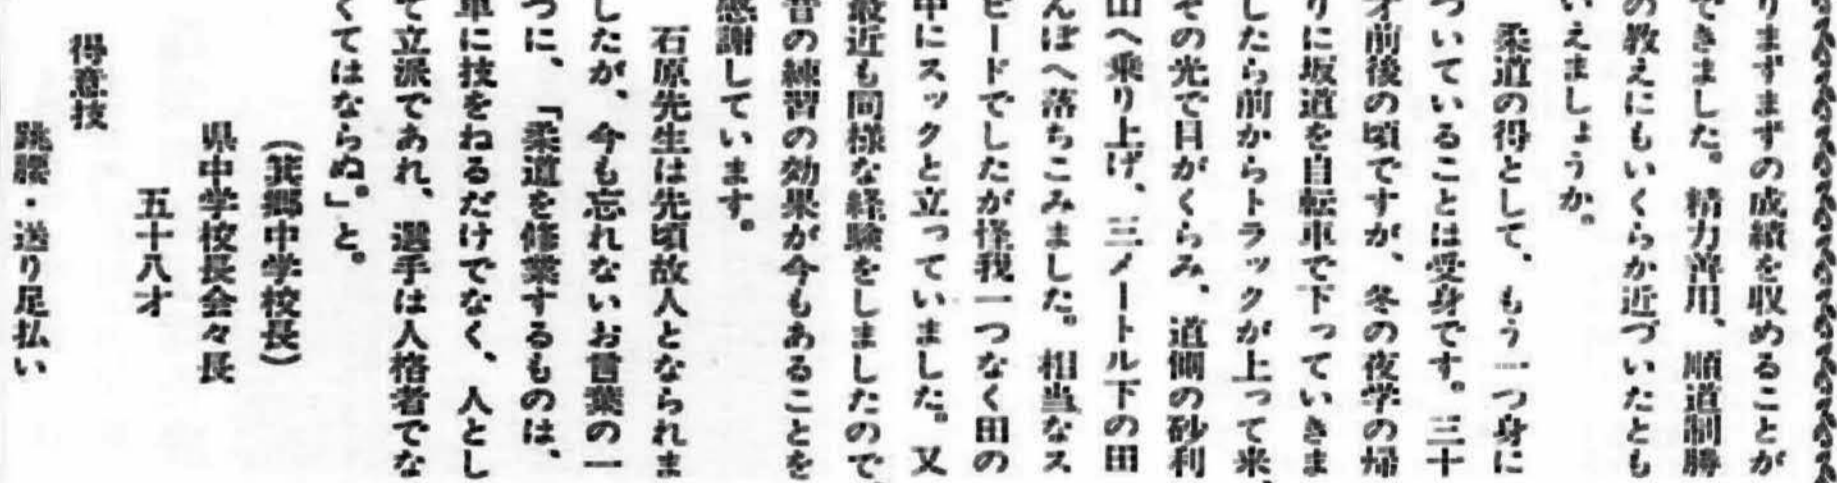 りまずまずの成績を収めることが
できました。精力善用、順道制勝
の教えにもいくらか近づいたとも
いえましょうか。
柔道の得として、もう一つ身に
ついていることは受身です。三十
才前後の頃ですが、冬の夜学の帰
りに坂道を自転車で下っていきま
したら前からトラックが上って来、
その光で目がくらみ、道側の砂利
山へ乗り上げ、三メートル下の田
んぼへ落ちこみました。相当なス
ピードでしたが怪我一つなく田の
中にスックと立っていました。又
最近も同様な経験をしましたので、
昔の練習の効果が今もあることを
感謝しています。
石原先生は先頃故人となられま
したが、今も忘れないお言葉の一
つに、「柔道を修業するものは、
単に技をねるだけでなく、人とし
て立派であれ、選手は人格者でな
くてはならぬ。」と。
(箕郷中学校長)
県中学校長会々長
五十八才
得意技
跳腰・送り足払い